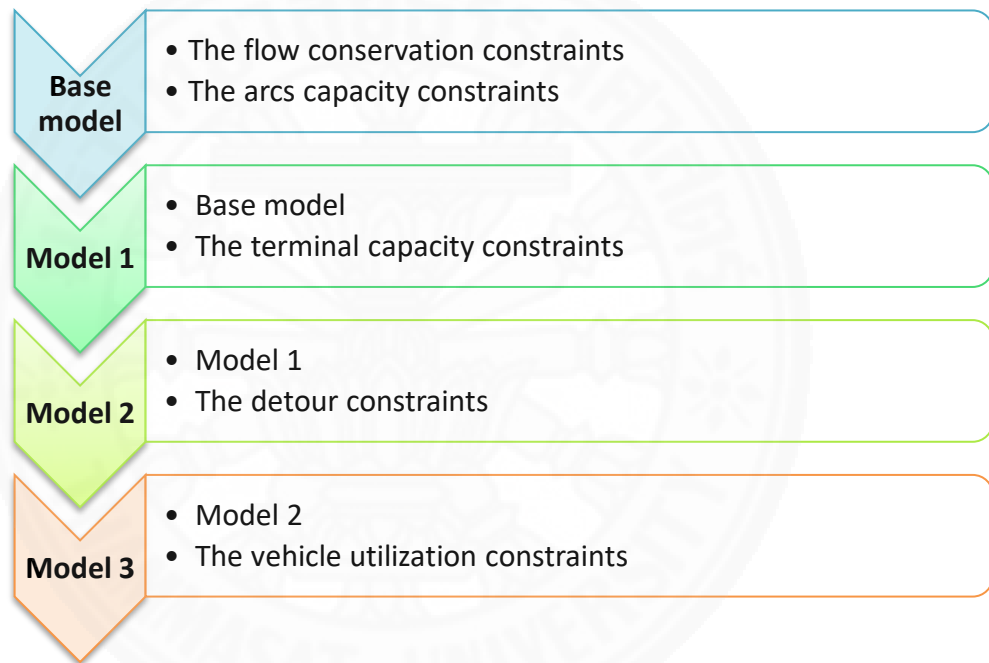 Base
model
• The flow conservation constraints
• The arcs capacity constraints
Model 1
• Base model
• The terminal capacity constraints
Model 2
• Model 1
• The detour constraints
Model 3
• Model 2
• The vehicle utilization constraints